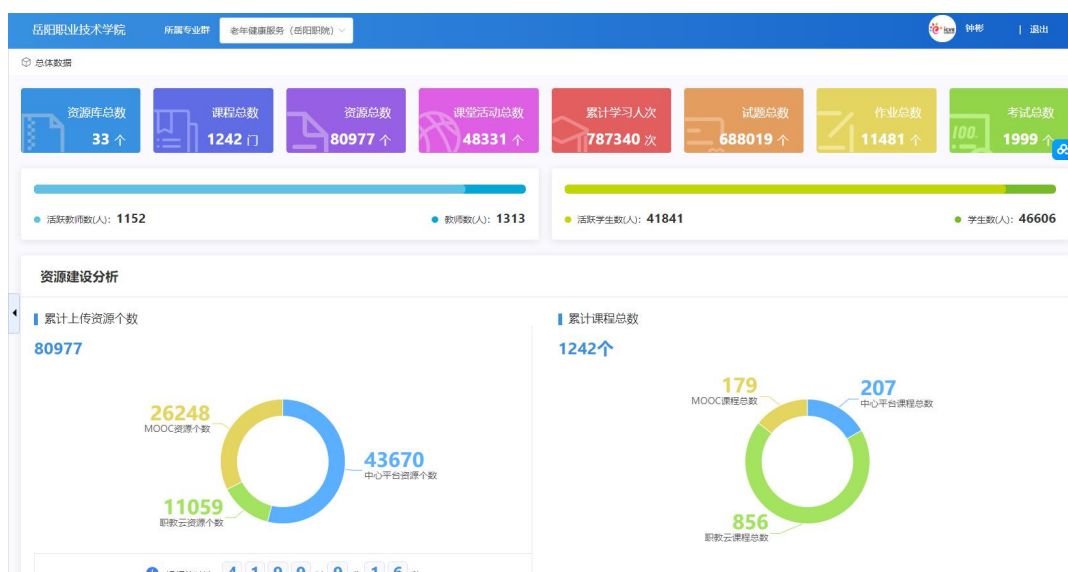 岳阳职业技术学院 所属专业群 老年健康服务（岳阳职院） 钟彬 | 退出
总体数据
资源库总数 课程总数 资源总数 课堂活动总数 累计学习人次 试题总数 作业总数 考试总数
33 个 1242 门 80977 个 48331 个 787340 次 688019 个 11481 个 1999 个
活跃教师数(人): 1152 教师数(人): 1313 活跃学生数(人): 41841 学生数(人): 46606
资源建设分析
累计上传资源个数 累计课程总数
80977 1242个
26248
MOOC资源个数
43670
中心平台资源个数
11059
职教云资源个数
179
MOOC课程总数
207
中心平台课程总数
856
职教云课程总数